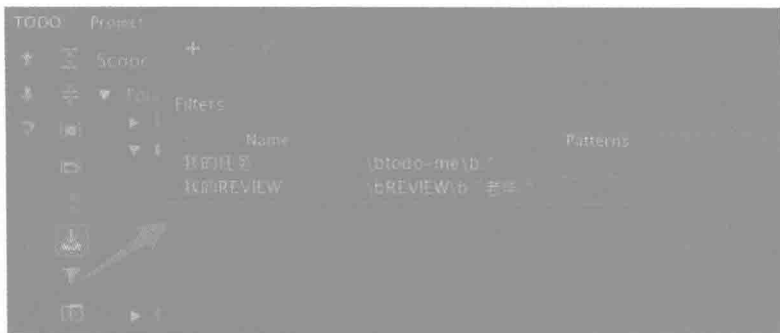 TODO: Project
Scope
Filters
Name Patterns
我的任务 \btodo-me\b.*
我的REVIEW \bREVIEW\b